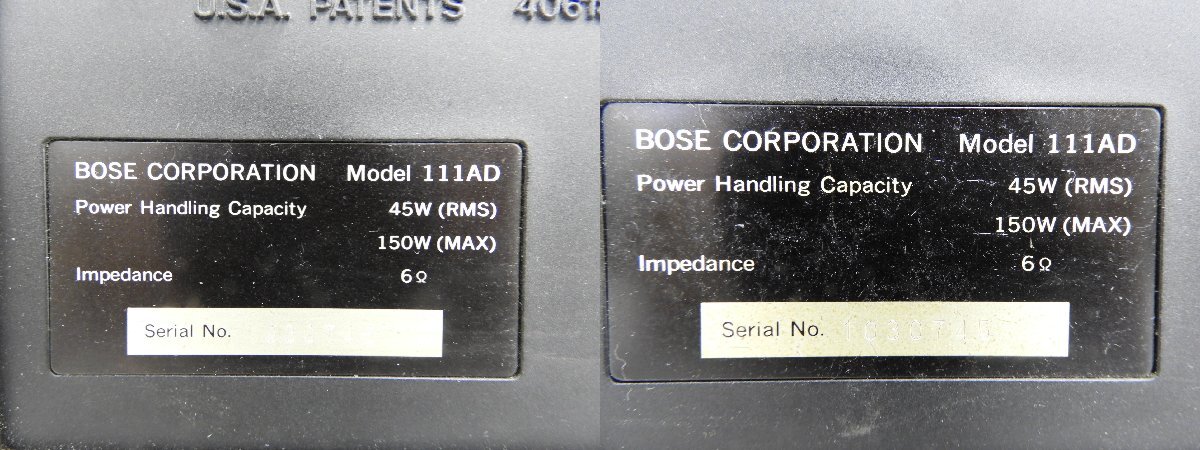 U.S.A. PATENTS
BOSE CORPORATION Model 111AD
Power Handling Capacity 45W (RMS)
150W (MAX)
Impedance 6Ω
Serial No.
BOSE CORPORATION Model 111AD
Power Handling Capacity 45W (RMS)
150W (MAX)
Impedance 6Ω
Serial No.